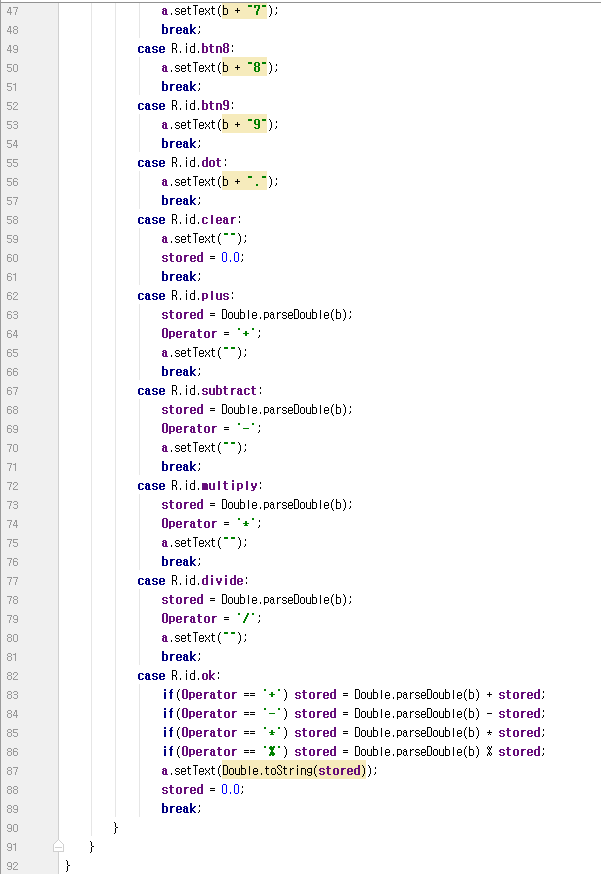 47 a.setText(b + "7");
48 break;
49 case R.id.btn8:
50 a.setText(b + "8");
51 break;
52 case R.id.btn9:
53 a.setText(b + "9");
54 break;
55 case R.id.dot:
56 a.setText(b + ".");
57 break;
58 case R.id.clear:
59 a.setText("");
60 stored = 0.0;
61 break;
62 case R.id.plus:
63 stored = Double.parseDouble(b);
64 Operator = '+';
65 a.setText("");
66 break;
67 case R.id.subtract:
68 stored = Double.parseDouble(b);
69 Operator = '-';
70 a.setText("");
71 break;
72 case R.id.multiply:
73 stored = Double.parseDouble(b);
74 Operator = '*';
75 a.setText("");
76 break;
77 case R.id.divide:
78 stored = Double.parseDouble(b);
79 Operator = '/';
80 a.setText("");
81 break;
82 case R.id.ok:
83 if(Operator == '+') stored = Double.parseDouble(b) + stored;
84 if(Operator == '-') stored = Double.parseDouble(b) - stored;
85 if(Operator == '*') stored = Double.parseDouble(b) * stored;
86 if(Operator == '%') stored = Double.parseDouble(b) % stored;
87 a.setText(Double.toString(stored));
88 stored = 0.0;
89 break;
90 }
91 }
92 }